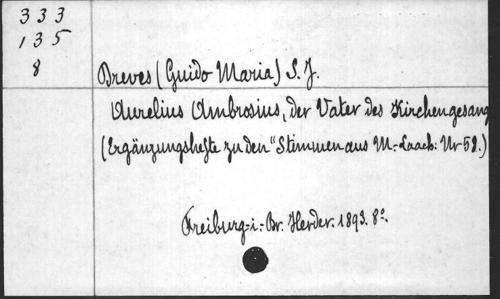 333
135
8
Dreves (Guido Maria) S. J.
Aurelius Ambrosius, der Vater des Kirchengesang
(Ergänzungshefte zu den "Stimmen aus M.-Laach: Nr 58.)
Freiburg-i.-Br. Herder. 1893. 8°.